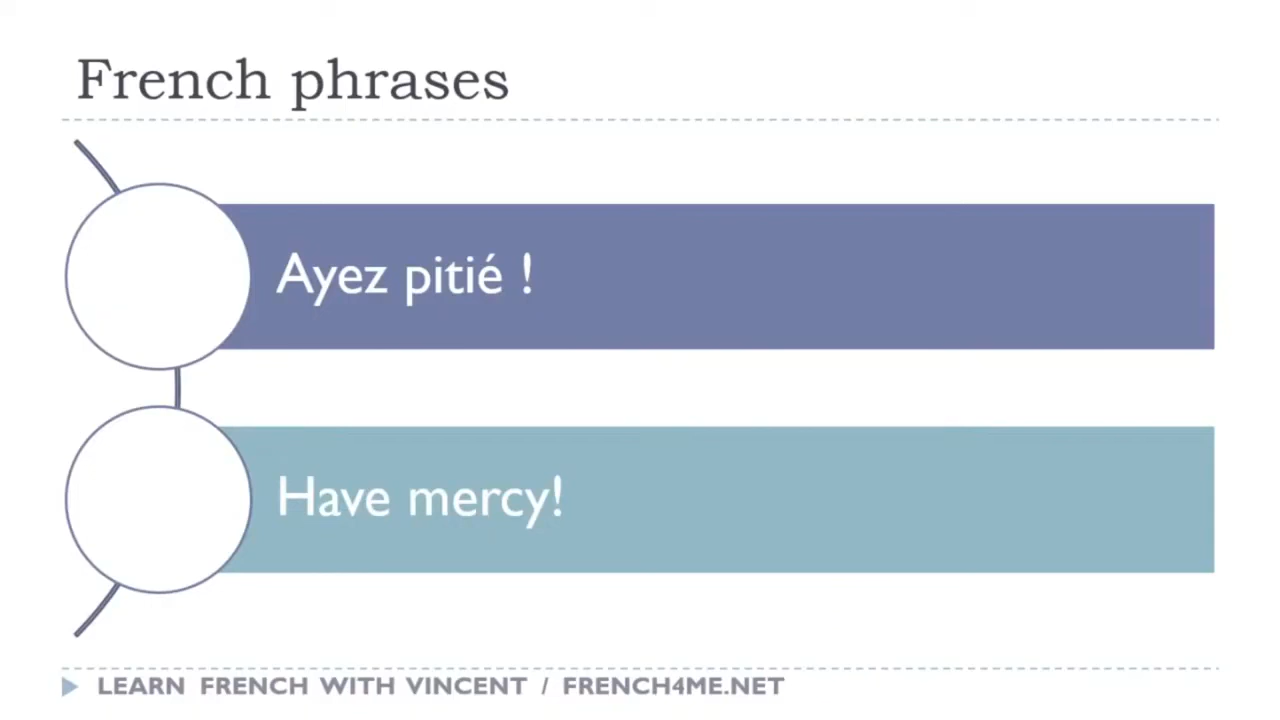 French phrases
Ayez pitié !
Have mercy!
LEARN FRENCH WITH VINCENT / FRENCH4ME.NET